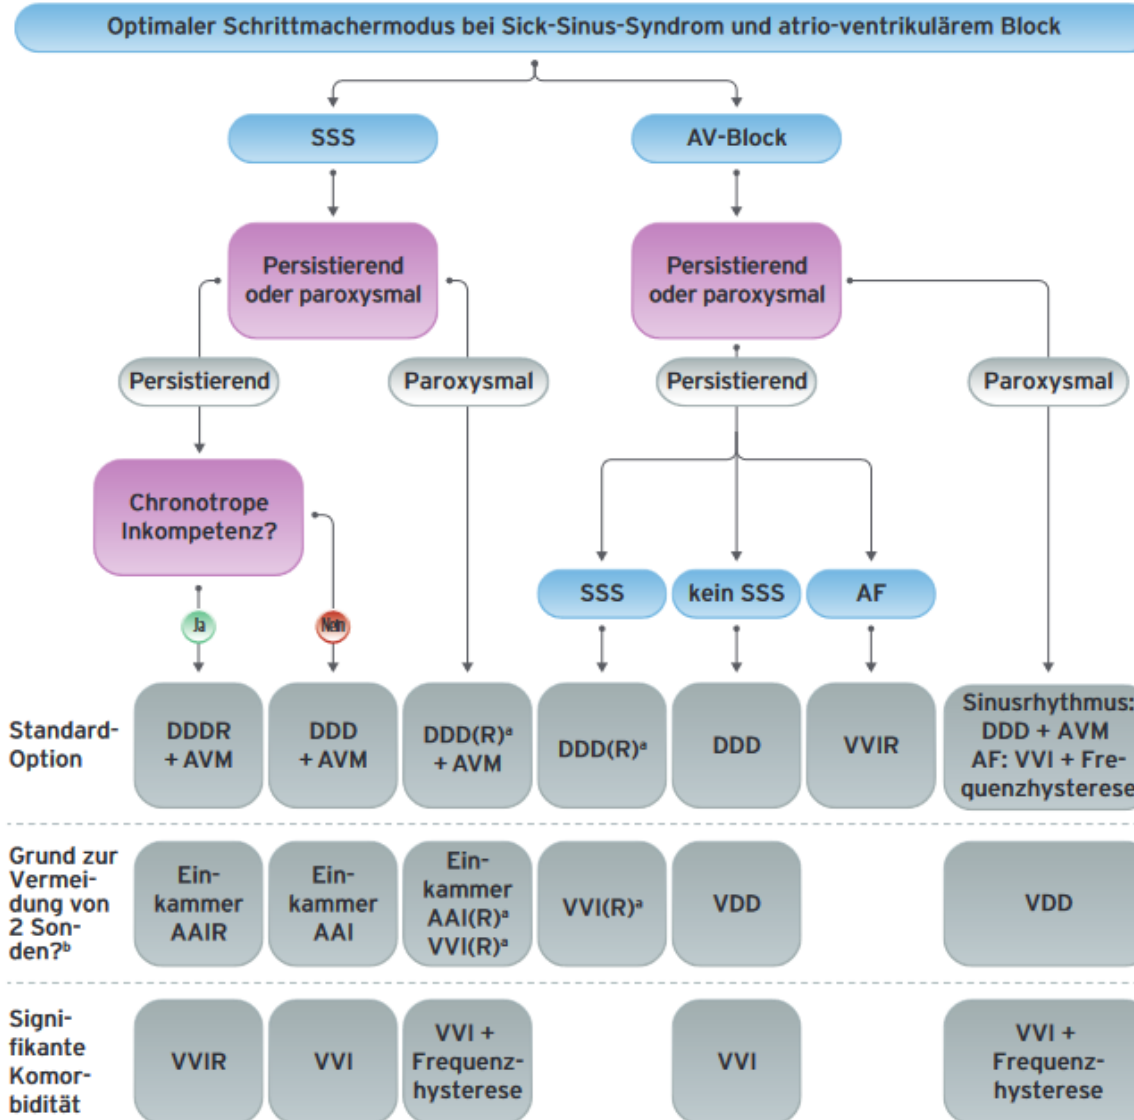 Optimaler Schrittmachermodus bei Sick-Sinus-Syndrom und atrio-ventrikulärem Block
SSS
AV-Block
Persistierend
oder paroxysmal
Persistierend
oder paroxysmal
Persistierend
Paroxysmal
Persistierend
Paroxysmal
Chronotrope
Inkompetenz?
Ja
Nein
SSS
kein SSS
AF
Standard-
Option
DDDR
+ AVM
DDD
+ AVM
DDD(R)ᵃ
+ AVM
DDD(R)ᵃ
DDD
VVIR
Sinusrhythmus:
DDD + AVM
AF: VVI + Fre-
quenzhysterese
Grund zur
Vermei-
dung von
2 Son-
den?ᵇ
Ein-
kammer
AAIR
Ein-
kammer
AAI
Ein-
kammer
AAI(R)ᵃ
VVI(R)ᵃ
VVI(R)ᵃ
VDD
VDD
Signi-
fikante
Komor-
bidität
VVIR
VVI
VVI +
Frequenz-
hysterese
VVI
VVI +
Frequenz-
hysterese